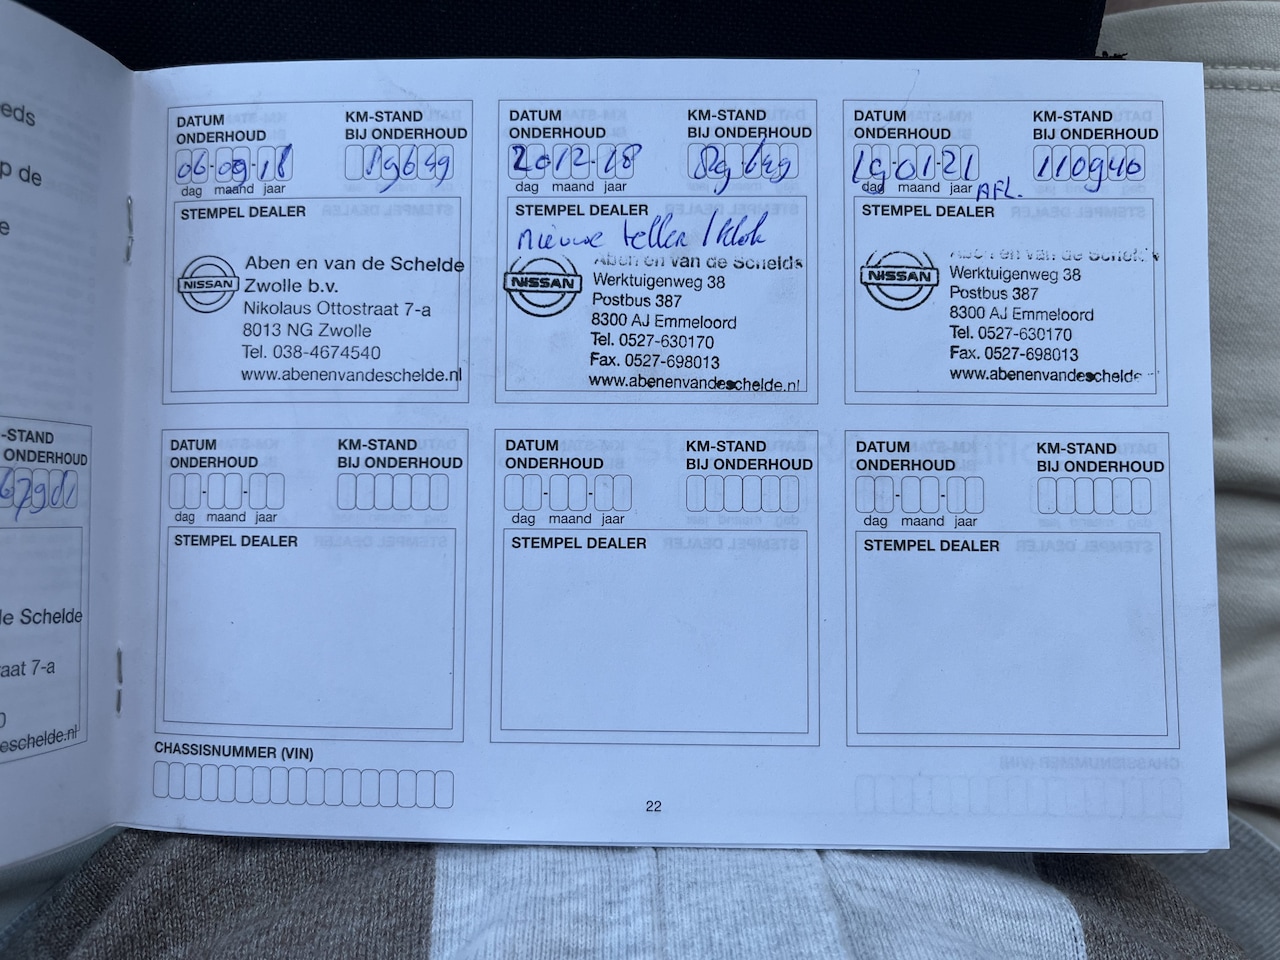 eds
p de
e
-STAND
ONDERHOUD
le Schelde
aat 7-a
0
eschelde.nl
DATUM
ONDERHOUD
KM-STAND
BIJ ONDERHOUD
06-09-18
dag maand jaar
STEMPEL DEALER
NISSAN
Aben en van de Schelde
Zwolle b.v.
Nikolaus Ottostraat 7-a
8013 NG Zwolle
Tel. 038-4674540
www.abenenvandeschelde.nl
DATUM
ONDERHOUD
KM-STAND
BIJ ONDERHOUD
20-12-18
dag maand jaar
STEMPEL DEALER
nieuwe teller / klok
NISSAN
Aben en van de Schelde
Werktuigenweg 38
Postbus 387
8300 AJ Emmeloord
Tel. 0527-630170
Fax. 0527-698013
www.abenenvandeschelde.nl
DATUM
ONDERHOUD
KM-STAND
BIJ ONDERHOUD
19-01-21
110940
dag maand jaar
AFL.
STEMPEL DEALER
NISSAN
Werktuigenweg 38
Postbus 387
8300 AJ Emmeloord
Tel. 0527-630170
Fax. 0527-698013
www.abenenvandeschelde
DATUM
ONDERHOUD
KM-STAND
BIJ ONDERHOUD
dag maand jaar
STEMPEL DEALER
DATUM
ONDERHOUD
KM-STAND
BIJ ONDERHOUD
dag maand jaar
STEMPEL DEALER
DATUM
ONDERHOUD
KM-STAND
BIJ ONDERHOUD
dag maand jaar
STEMPEL DEALER
CHASSISNUMMER (VIN)
22